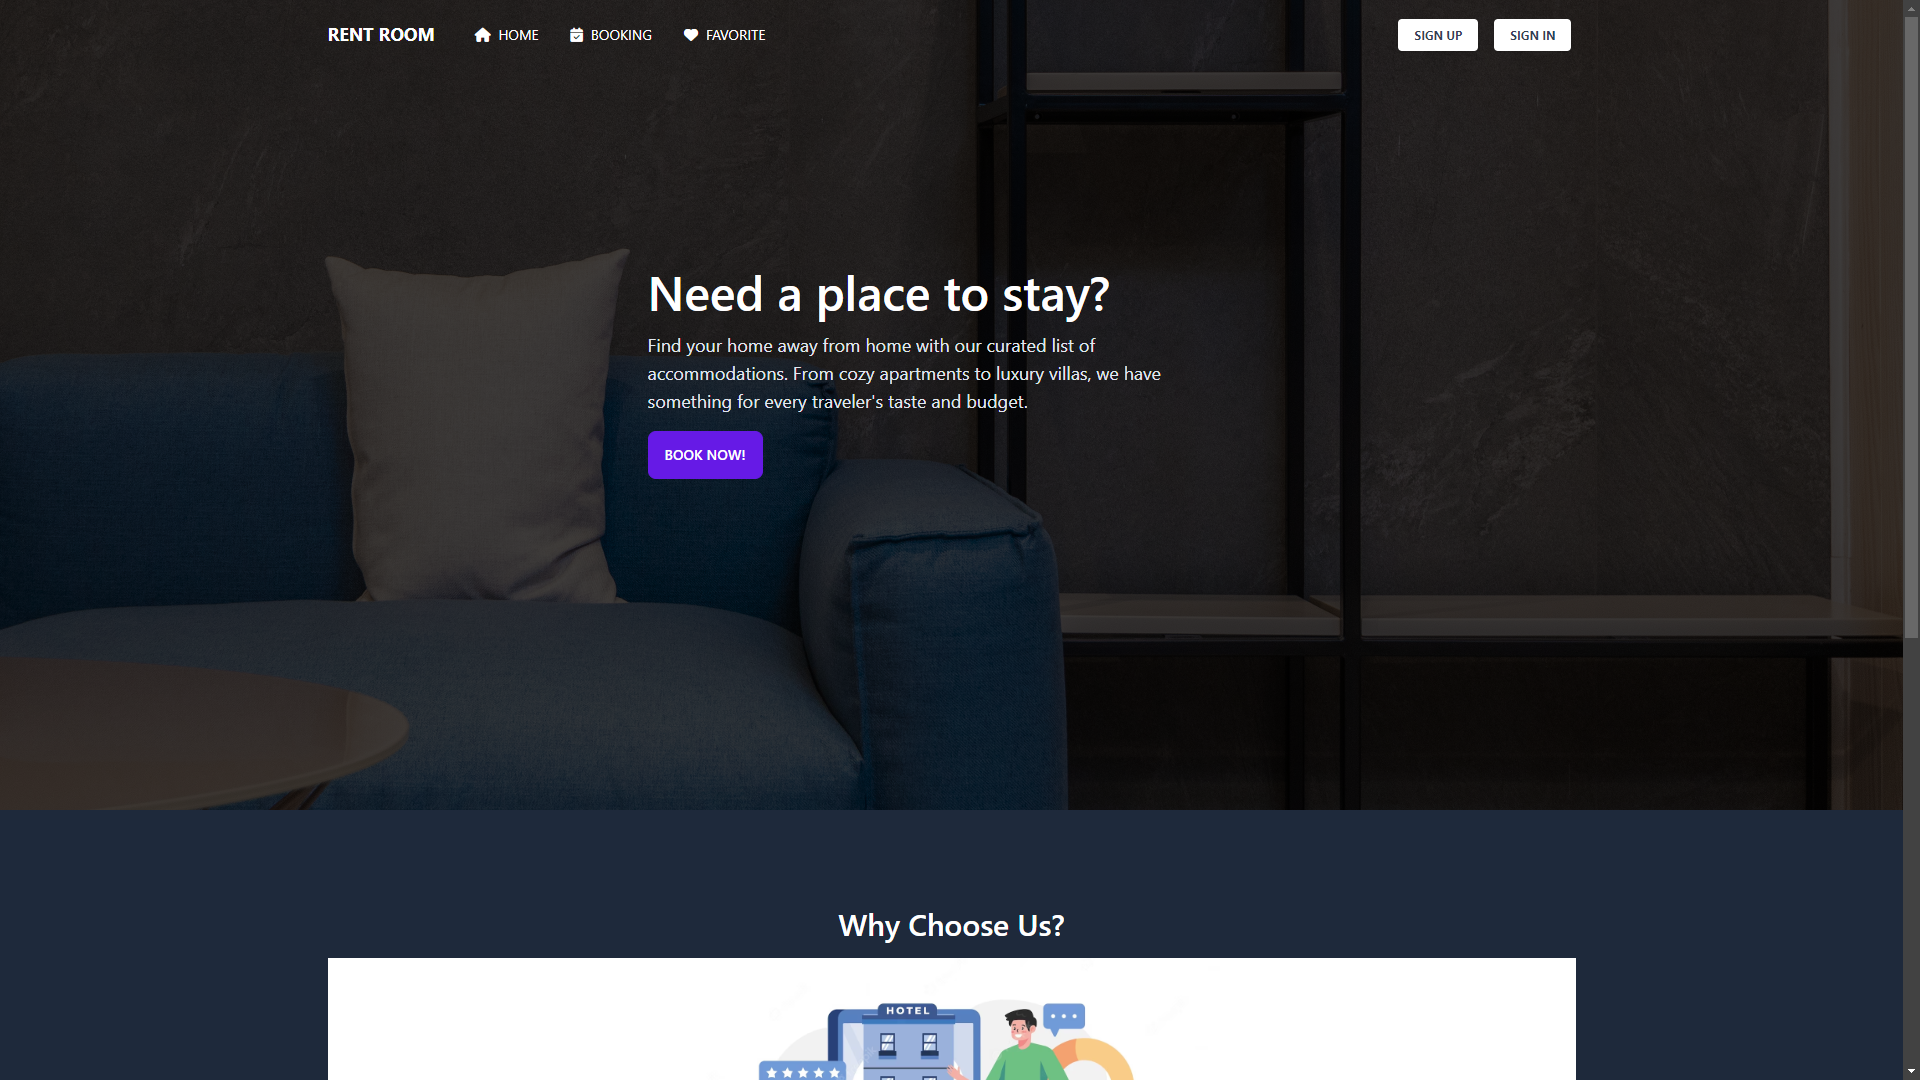 RENT ROOM
HOME
BOOKING
FAVORITE
SIGN UP
SIGN IN
Need a place to stay?
Find your home away from home with our curated list of
accommodations. From cozy apartments to luxury villas, we have
something for every traveler's taste and budget.
BOOK NOW!
Why Choose Us?
HOTEL